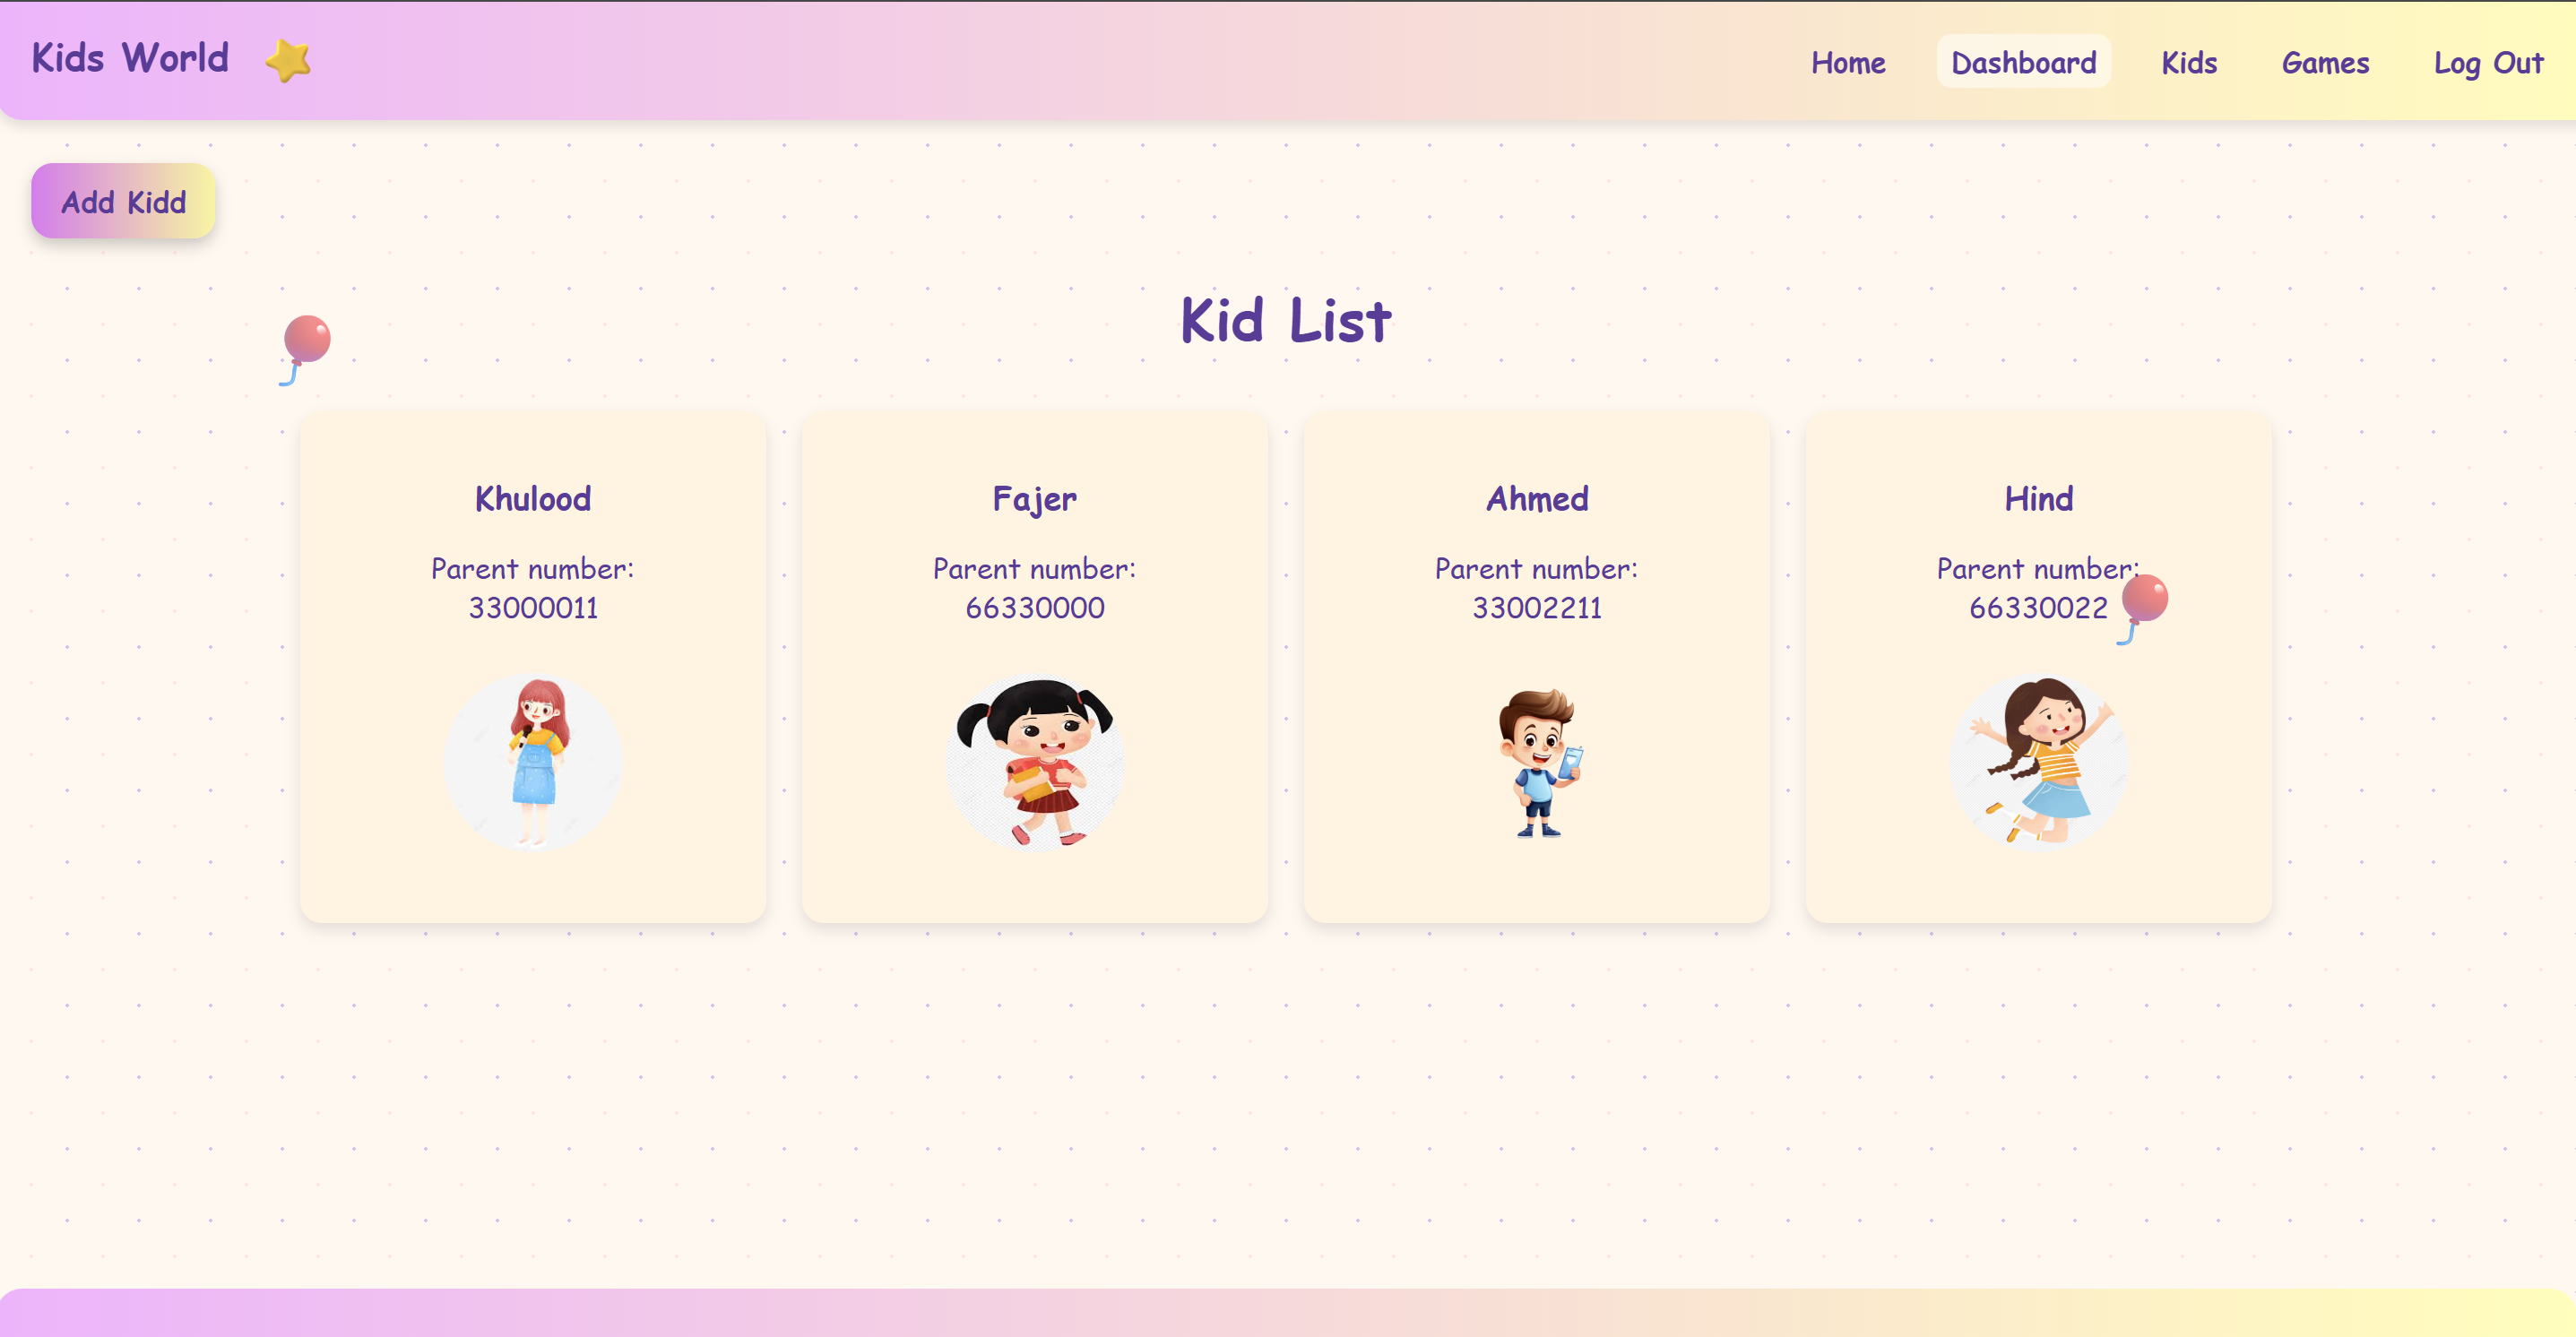 Kids World
Home Dashboard Kids Games Log Out
Add Kidd
Kid List
Khulood
Parent number:
33000011
Fajer
Parent number:
66330000
Ahmed
Parent number:
33002211
Hind
Parent number:
66330022